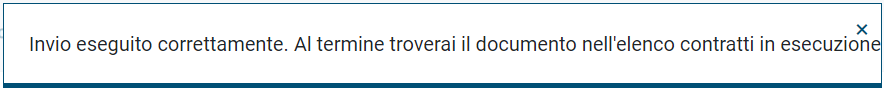 Invio eseguito correttamente. Al termine troverai il documento nell'elenco contratti in esecuzione